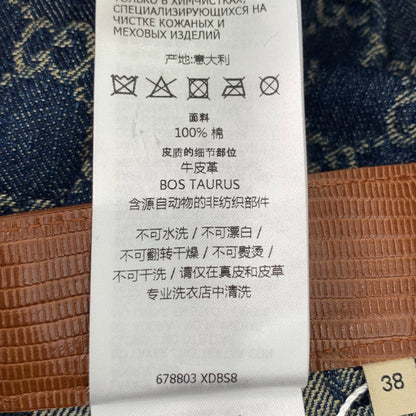 ТОЛЬКО В ХИМЧИСТКАХ,
СПЕЦИАЛИЗИРУЮЩИХСЯ НА
ЧИСТКЕ КОЖАНЫХ И
МЕХОВЫХ ИЗДЕЛИЙ
产地:意大利
面料
100% 棉
皮质的细节部位
牛皮革
BOS TAURUS
含源自动物的非纺织部件
不可水洗 / 不可漂白 /
不可翻转干燥 / 不可熨烫 /
不可干洗 / 请仅在真皮和皮草
专业洗衣店中清洗
678803 XDBS8
38